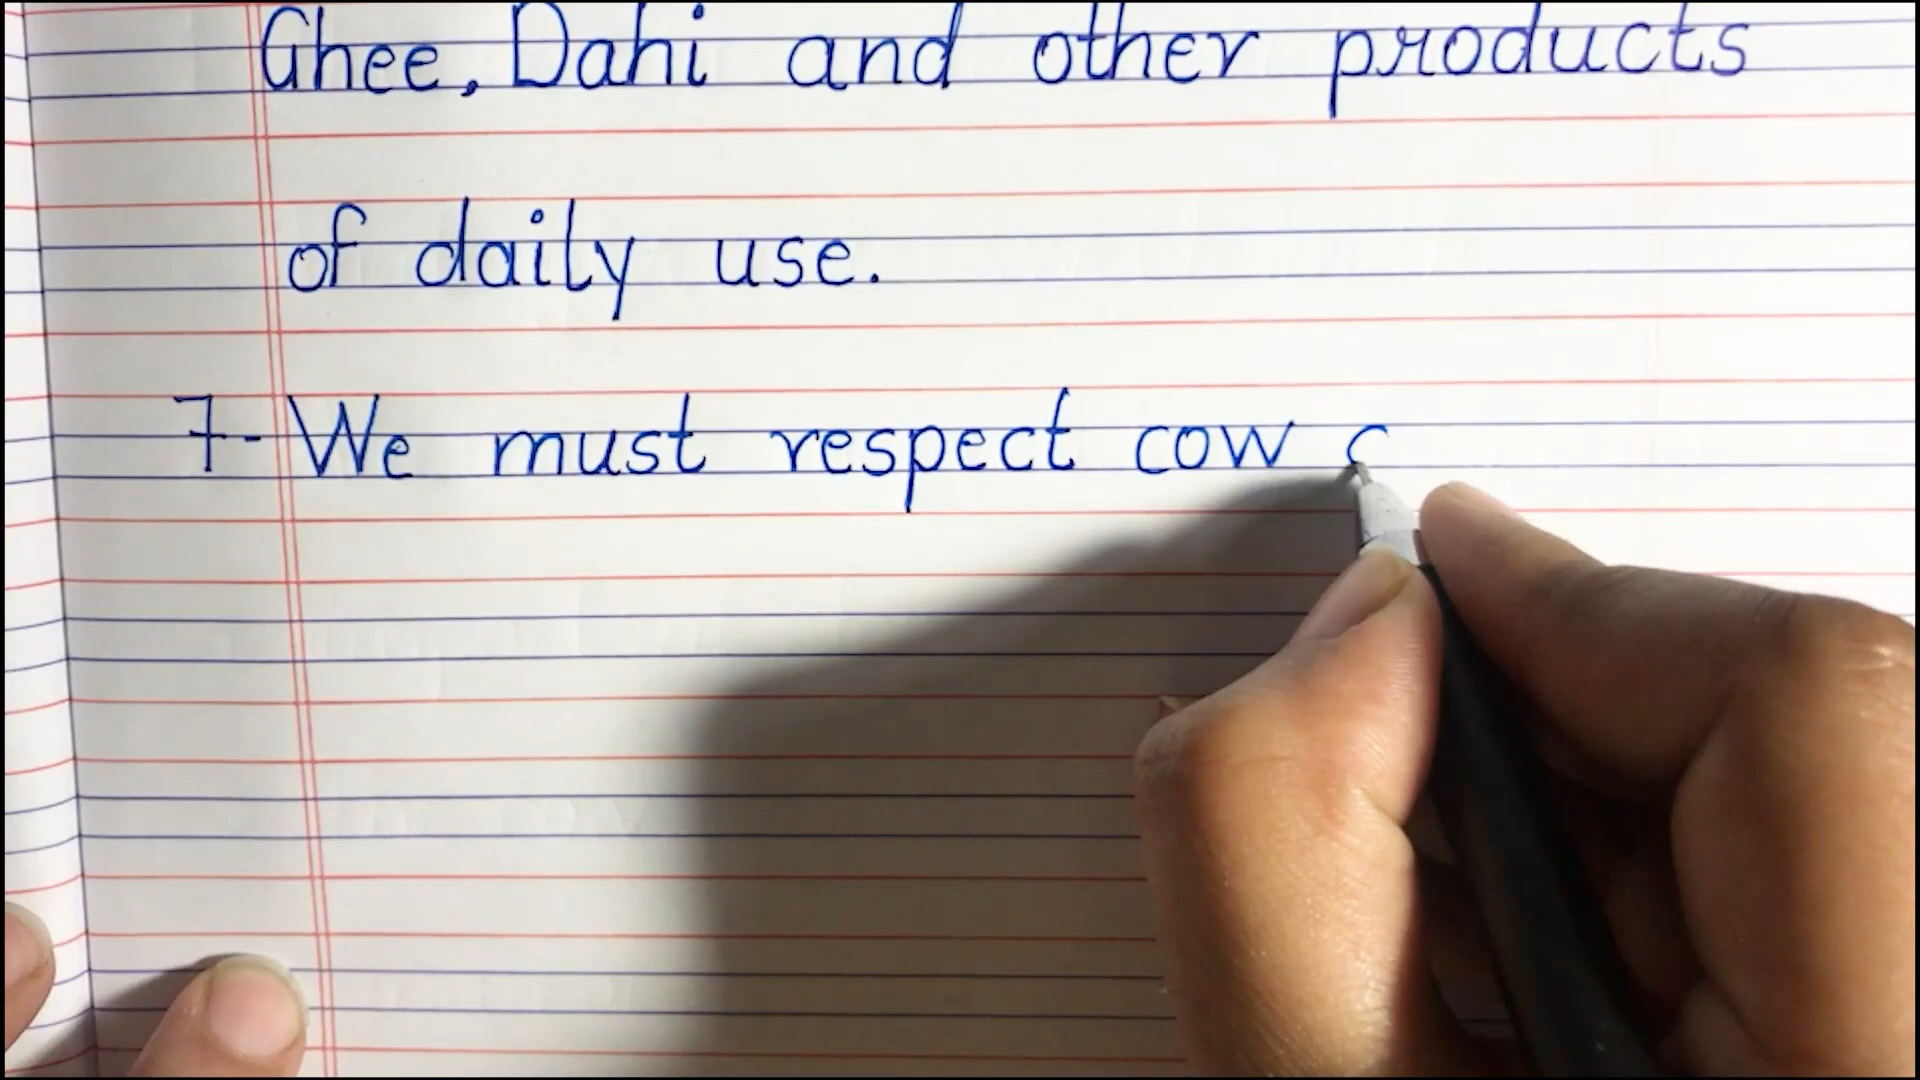 Ghee, Dahi and other products
of daily use.
7- We must respect cow